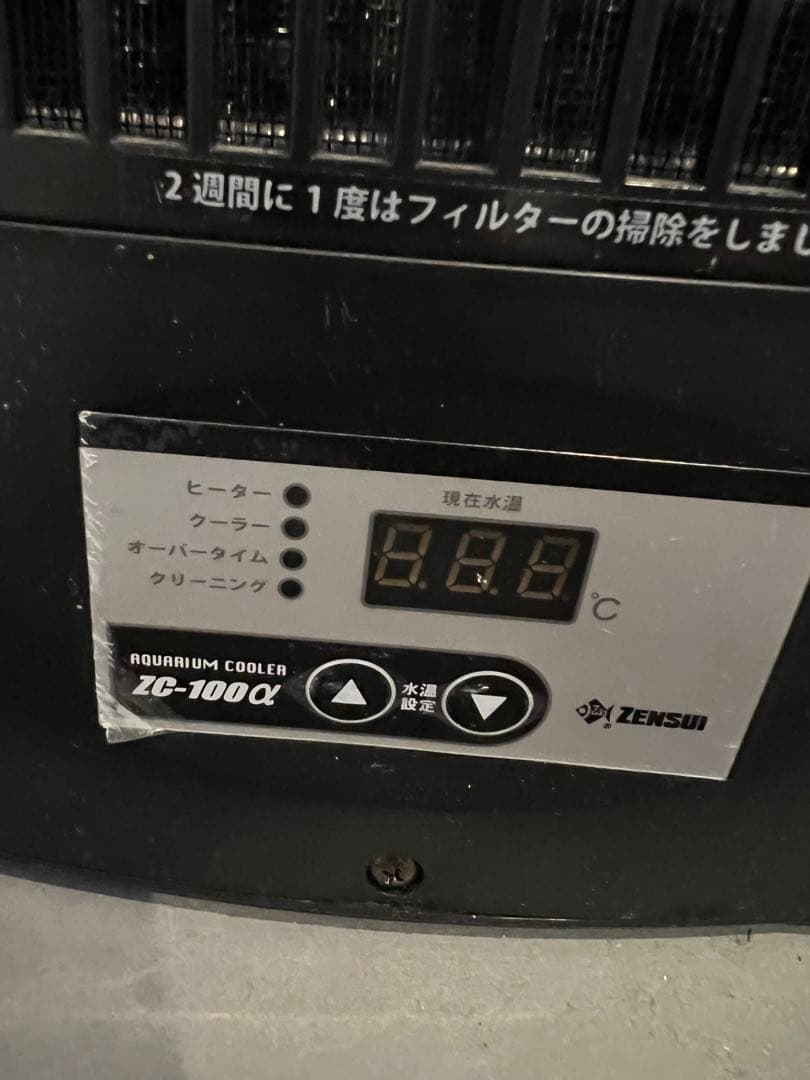 2週間に1度はフィルターの掃除をしまし
ヒーター
クーラー
オーバータイム
クリーニング
現在水温
℃
AQUARIUM COOLER
ZC-100α
▲
水温
設定
▼
ZENSUI
®